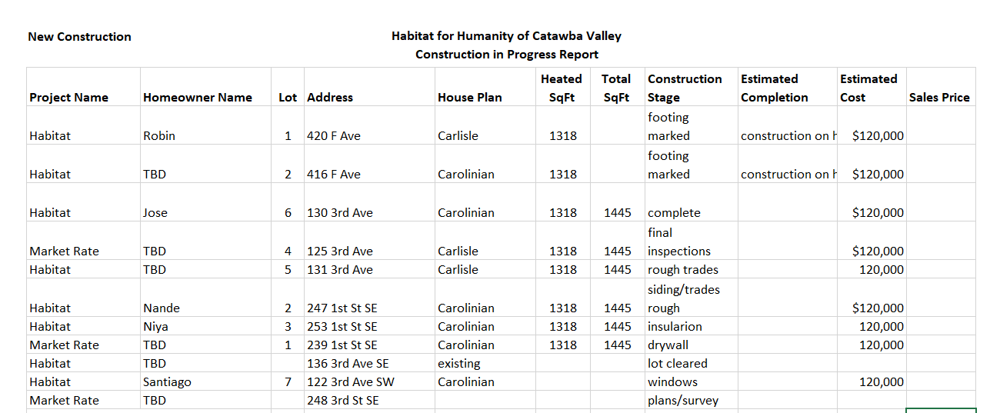 New Construction
Habitat for Humanity of Catawba Valley
Construction in Progress Report
Project Name Homeowner Name Lot Address House Plan Heated SqFt Total SqFt Construction Stage Estimated Completion Estimated Cost Sales Price
Habitat Robin 1 420 F Ave Carlisle 1318 footing marked construction on $120,000
Habitat TBD 2 416 F Ave Carolinian 1318 footing marked construction on $120,000
Habitat Jose 6 130 3rd Ave Carolinian 1318 1445 complete $120,000
Market Rate TBD 4 125 3rd Ave Carlisle 1318 1445 final inspections $120,000
Habitat TBD 5 131 3rd Ave Carlisle 1318 1445 rough trades 120,000
Habitat Nande 2 247 1st St SE Carolinian 1318 1445 siding/trades rough $120,000
Habitat Niya 3 253 1st St SE Carolinian 1318 1445 insularion 120,000
Market Rate TBD 1 239 1st St SE Carolinian 1318 1445 drywall 120,000
Habitat TBD 136 3rd Ave SE existing lot cleared
Habitat Santiago 7 122 3rd Ave SW Carolinian windows 120,000
Market Rate TBD 248 3rd St SE plans/survey